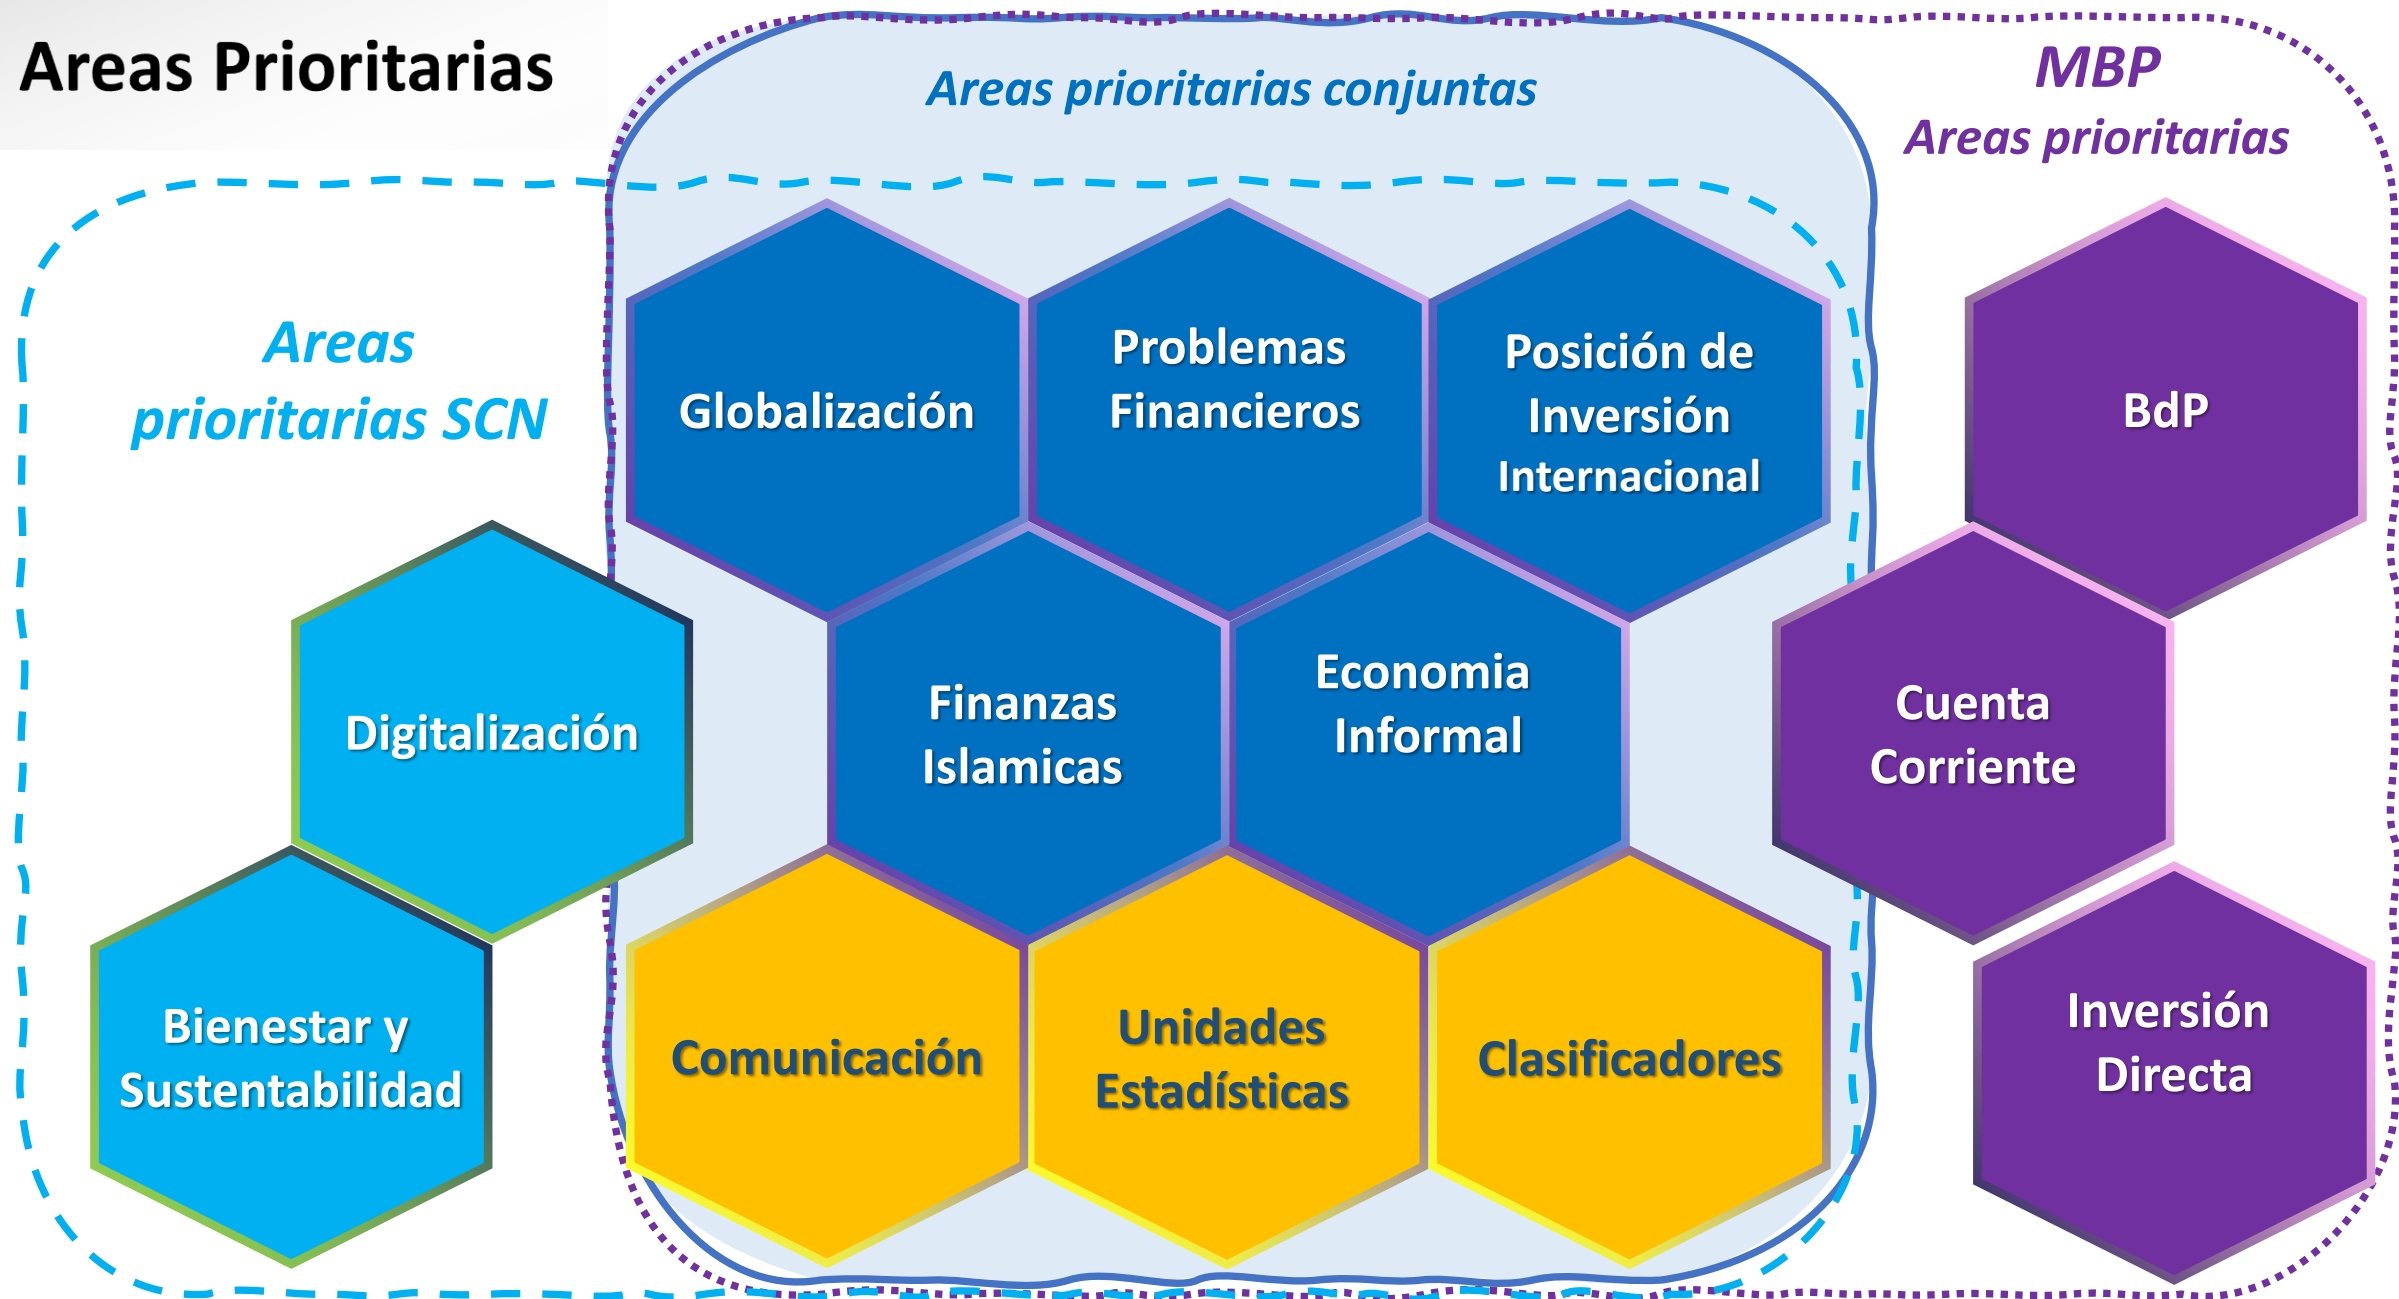 Areas Prioritarias
Areas prioritarias conjuntas
MBP
Areas prioritarias
Areas
prioritarias SCN
Globalización
Problemas
Financieros
Posición de
Inversión
Internacional
BdP
Digitalización
Finanzas
Islamicas
Economia
Informal
Cuenta
Corriente
Bienestar y
Sustentabilidad
Comunicación
Unidades
Estadísticas
Clasificadores
Inversión
Directa